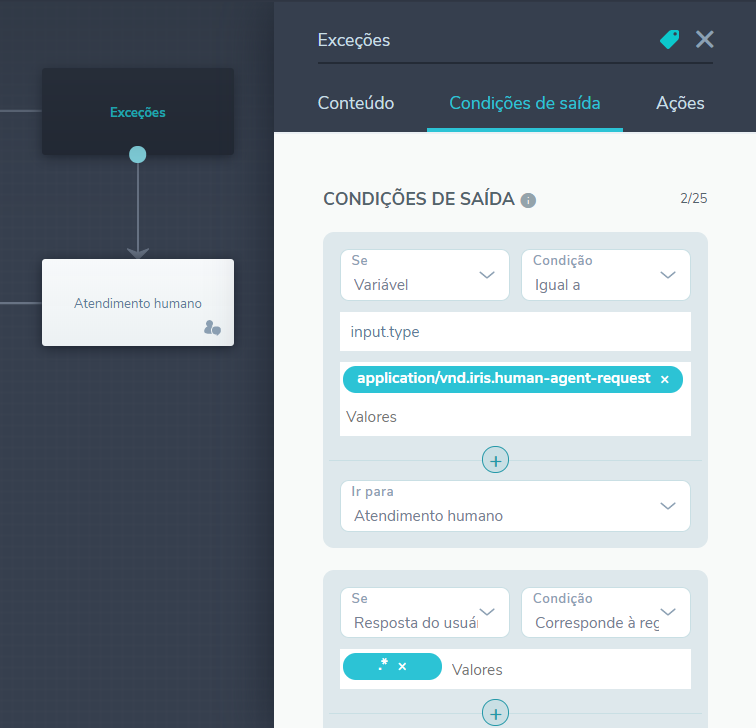 Exceções
Atendimento humano
Exceções
Conteúdo Condições de saída Ações
CONDIÇÕES DE SAÍDA 2/25
Se Condição
Variável Igual a
input.type
application/vnd.iris.human-agent-request ×
Valores
Ir para
Atendimento humano
Se Condição
Resposta do usuá Corresponde à reg
.* × Valores